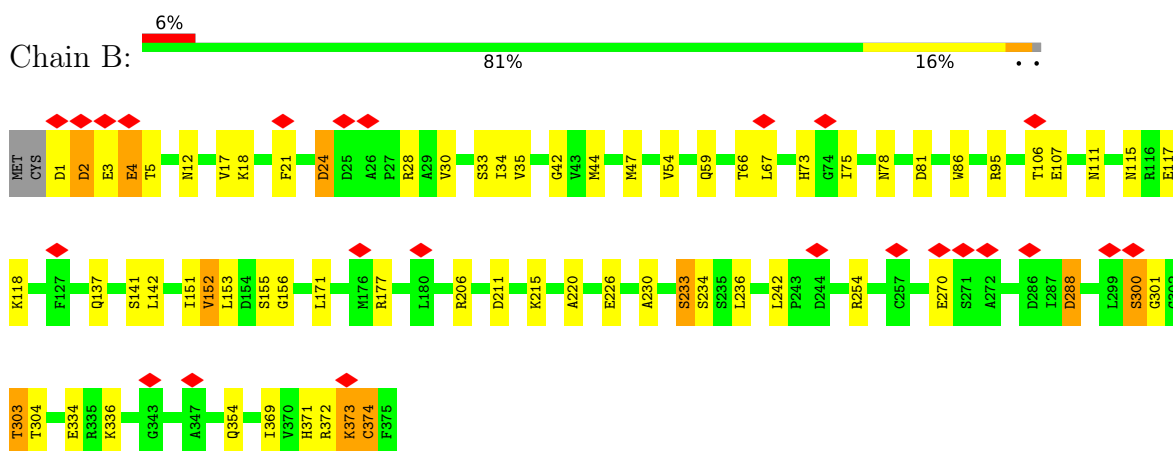 6%
Chain B:
81% 16% • •
MET CYS D1 D2 E3 E4 T5 N12 V17 K18 F21 D24 D25 A26 P27 R28 A29 V30 S33 I34 V35 G42 V43 M44 M47 V54 Q59 T66 L67 H73 G74 I75 N78 D81 W86 R95 T106 E107 N111 N115 R116 E117
K118 F127 Q137 S141 L142 I151 V152 L153 D154 S155 G156 L171 M176 R177 L180 R206 D211 K215 A220 E226 A230 S233 S234 S235 L236 L242 P243 D244 R254 C257 E270 S271 A272 D286 I287 D288 L299 S300 G301
T303 T304 E334 R335 K336 G343 A347 Q354 I369 V370 H371 R372 K373 C374 F375